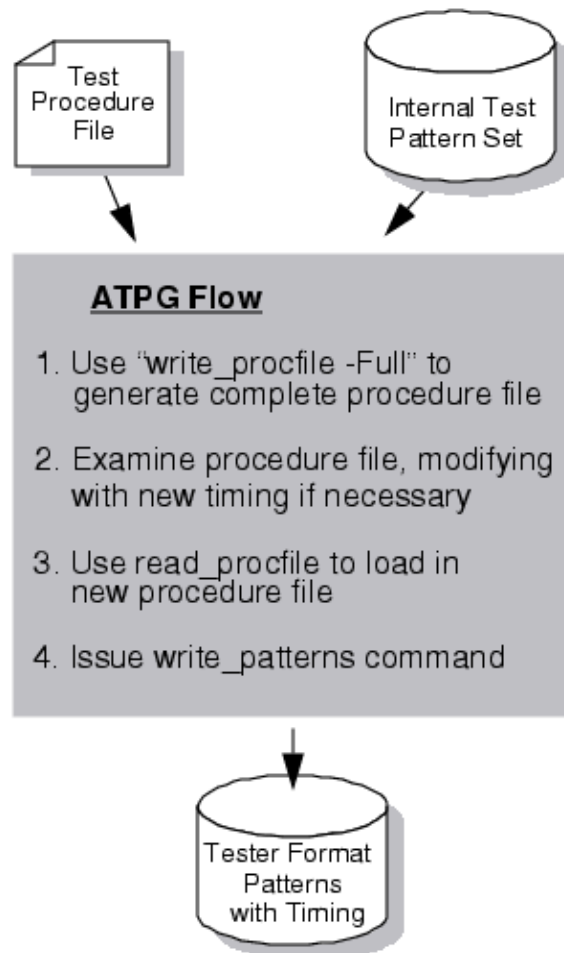 Test
Procedure
File
Internal Test
Pattern Set
ATPG Flow
1. Use “write_procfile -Full” to
generate complete procedure file
2. Examine procedure file, modifying
with new timing if necessary
3. Use read_procfile to load in
new procedure file
4. Issue write_patterns command
Tester Format
Patterns
with Timing